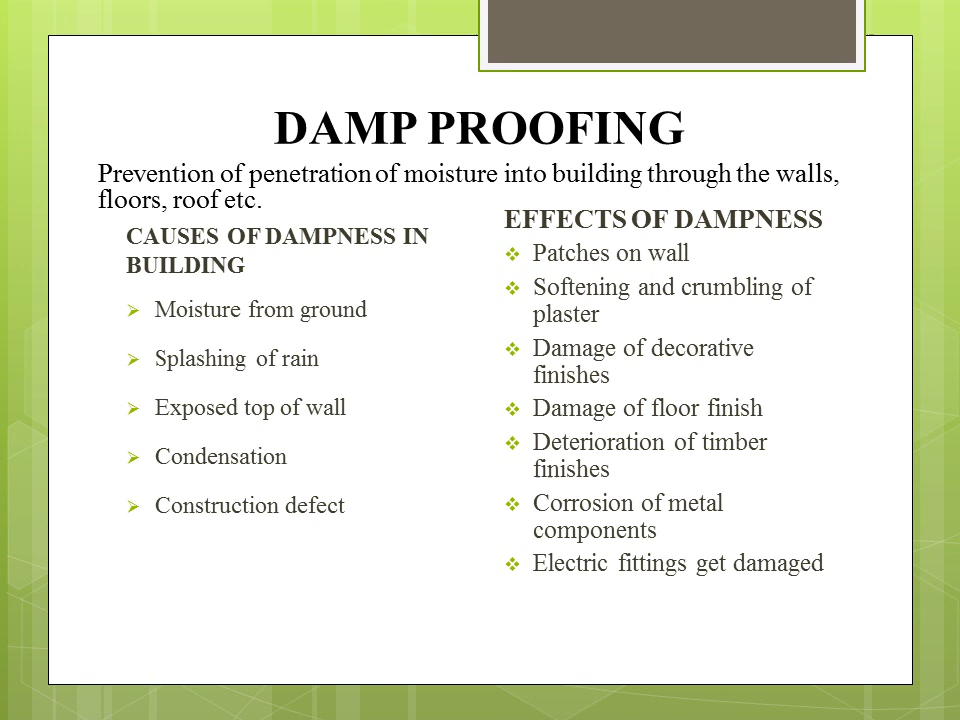 DAMP PROOFING
Prevention of penetration of moisture into building through the walls,
floors, roof etc.
CAUSES OF DAMPNESS IN
BUILDING
Moisture from ground
Splashing of rain
Exposed top of wall
Condensation
Construction defect
EFFECTS OF DAMPNESS
Patches on wall
Softening and crumbling of
plaster
Damage of decorative
finishes
Damage of floor finish
Deterioration of timber
finishes
Corrosion of metal
components
Electric fittings get damaged